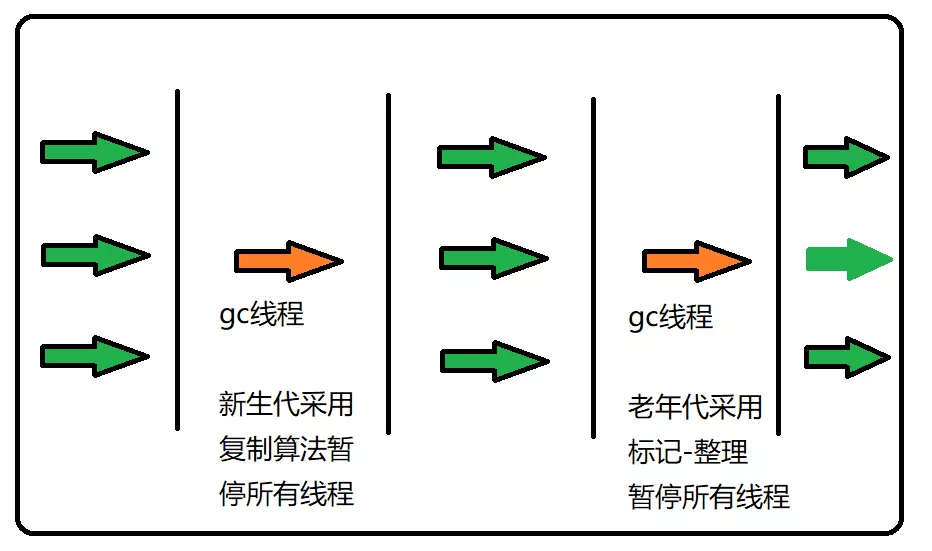 gc线程
新生代采用
复制算法暂
停所有线程
gc线程
老年代采用
标记-整理
暂停所有线程